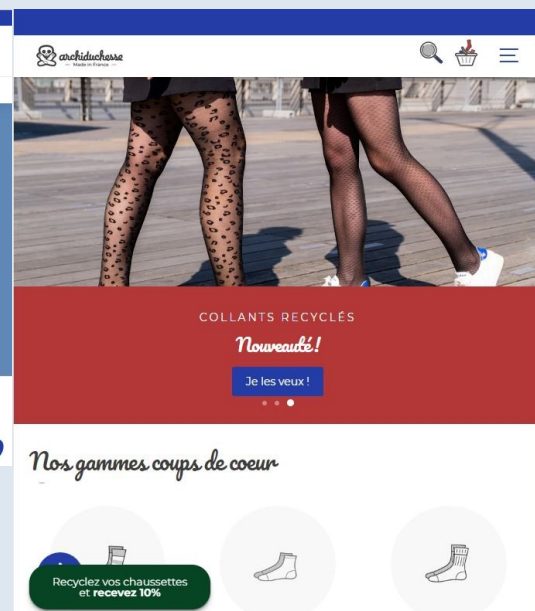 archiduchesse
Made in France
COLLANTS RECYCLÉS
Nouveauté!
Je les veux !
Nos gammes coups de coeur
Recyclez vos chaussettes
et recevez 10%